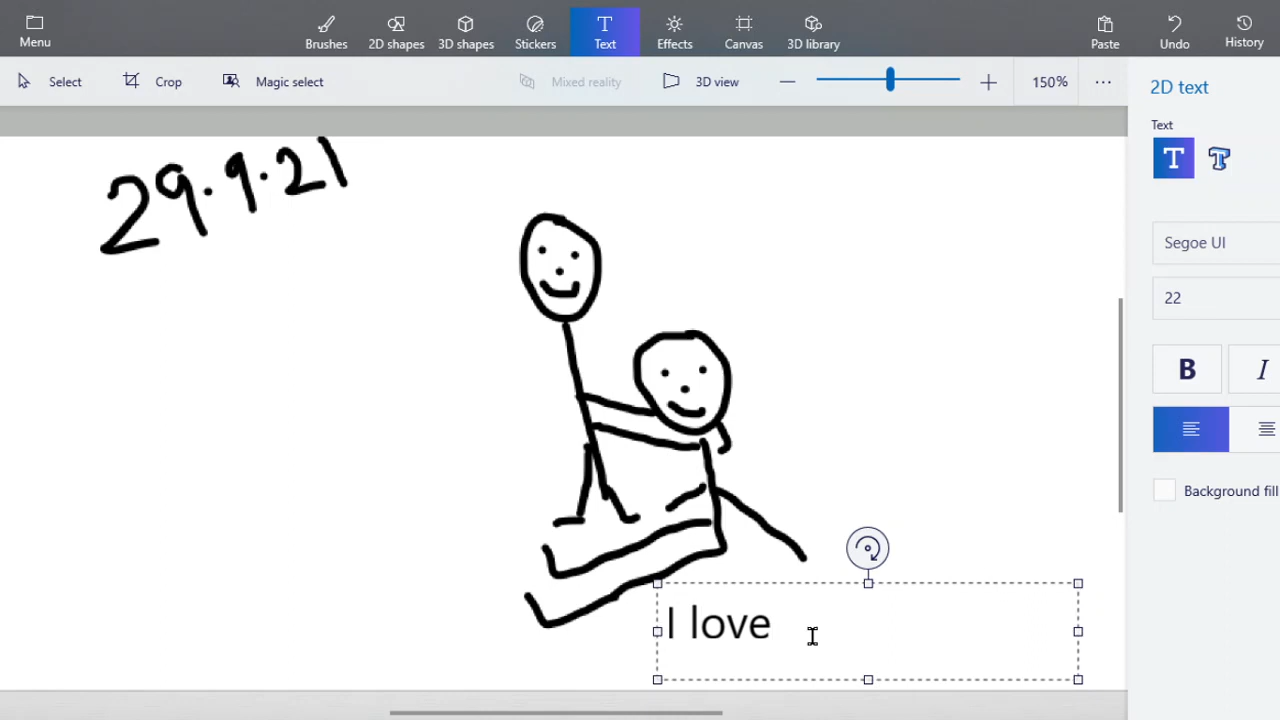 Menu
Brushes
2D shapes
3D shapes
Stickers
T
Text
Effects
Canvas
3D library
Paste
Undo
History
Select
Crop
Magic select
Mixed reality
3D view
150%
2D text
Text
T
T
Segoe UI
22
B
I
Background fill
29.9.21
I love